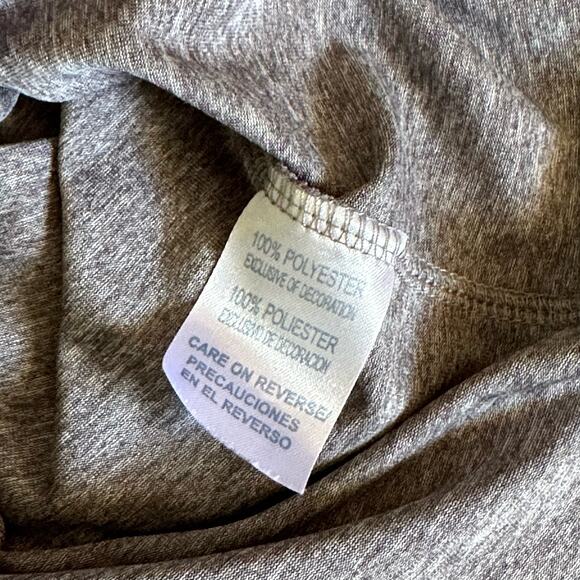 100% POLYESTER
EXCLUSIVE OF DECORATION
100% POLIESTER
EXCLUSIVO DE DECORACION
CARE ON REVERSE/
PRECAUCIONES
EN EL REVERSO